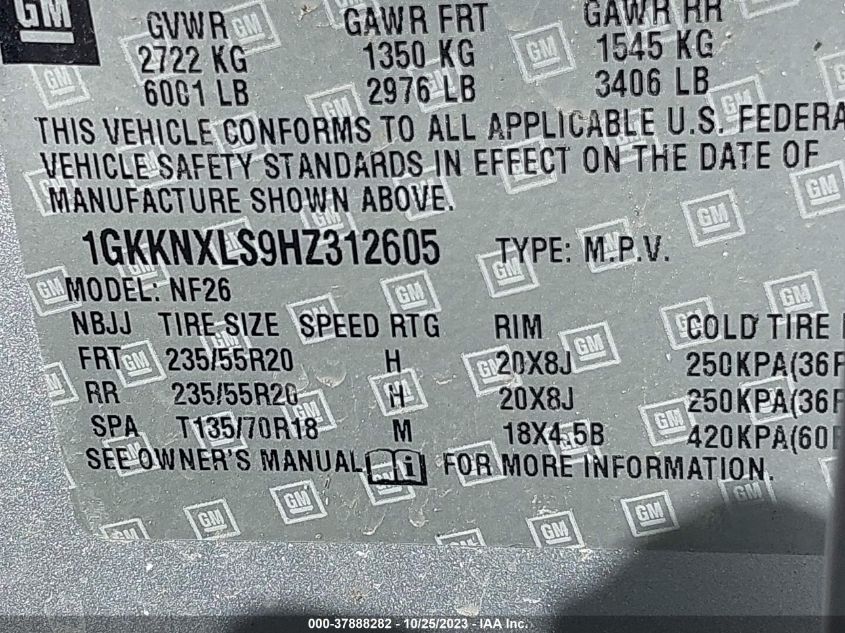 GM
GVWR GAWR FRT GAWR RR
2722 KG 1350 KG 1545 KG
6001 LB 2976 LB 3406 LB
THIS VEHICLE CONFORMS TO ALL APPLICABLE U.S. FEDERA
VEHICLE SAFETY STANDARDS IN EFFECT ON THE DATE OF
MANUFACTURE SHOWN ABOVE.
1GKKNXLS9HZ312605 TYPE: M.P.V.
MODEL: NF26
NBJJ TIRE SIZE SPEED RTG RIM COLD TIRE
FRT 235/55R20 H 20X8J 250KPA(36P
RR 235/55R20 H 20X8J 250KPA(36P
SPA T135/70R18 M 18X4.5B 420KPA(60P
SEE OWNER'S MANUAL i FOR MORE INFORMATION.
000-37888282 - 10/25/2023 - IAA Inc.